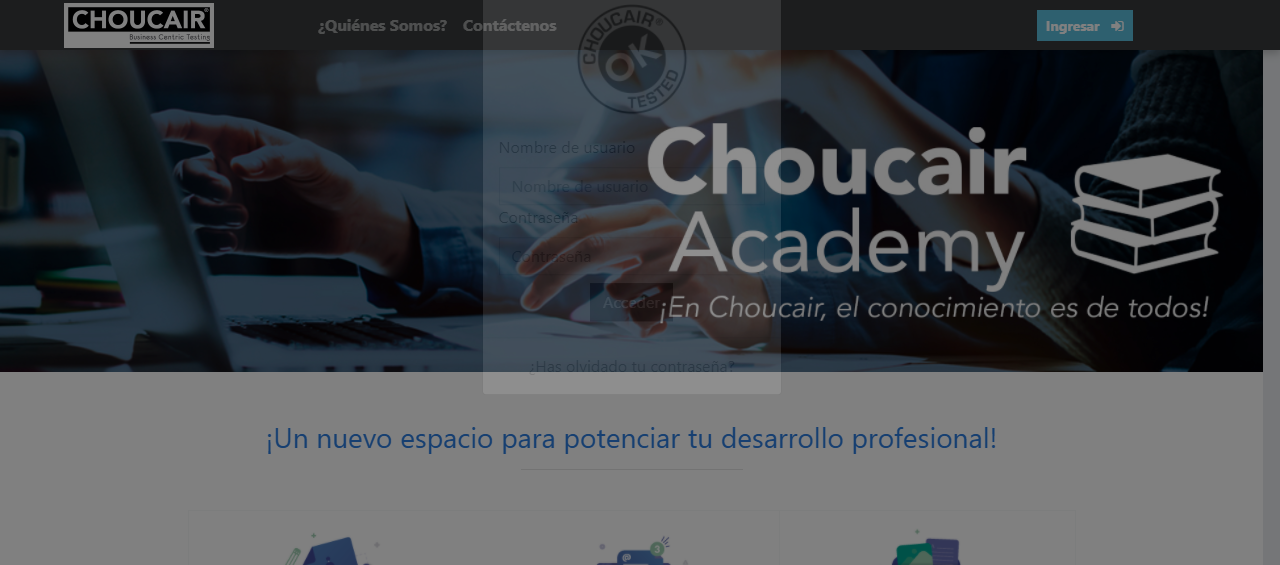 CHOUCAIR
Business Centric Testing
¿Quiénes Somos?
Contáctenos
Ingresar
CHOUCAIR
OK
TESTED
Nombre de usuario
Nombre de usuario
Contraseña
Contraseña
Acceder
¿Has olvidado tu contraseña?
Choucair
Academy
¡En Choucair, el conocimiento es de todos!
¡Un nuevo espacio para potenciar tu desarrollo profesional!
@
3